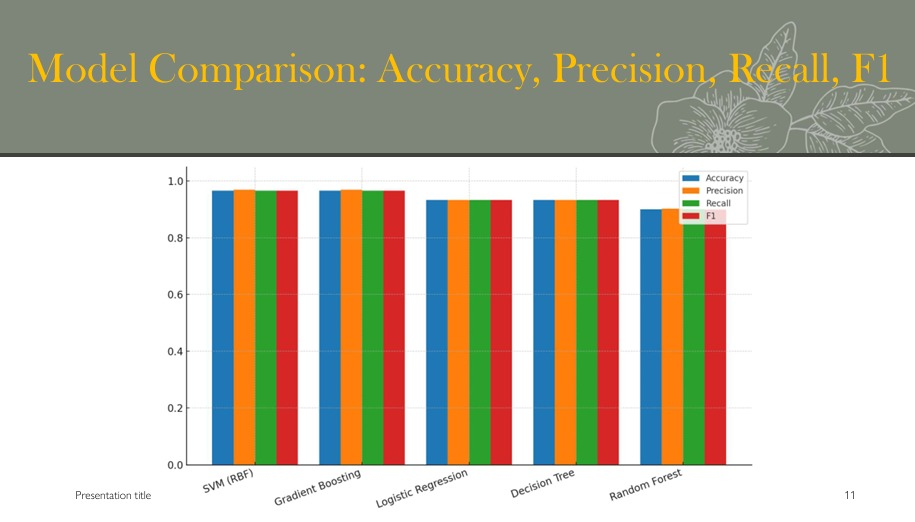 Model Comparison: Accuracy, Precision, Recall, F1
Accuracy
Precision
Recall
F1
1.0
0.8
0.6
0.4
0.2
0.0
SVM (RBF)
Gradient Boosting
Logistic Regression
Decision Tree
Random Forest
Presentation title
11